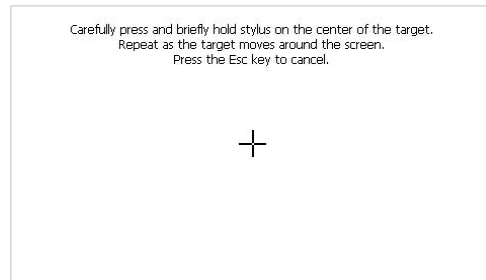 Carefully press and briefly hold stylus on the center of the target.
Repeat as the target moves around the screen.
Press the Esc key to cancel.